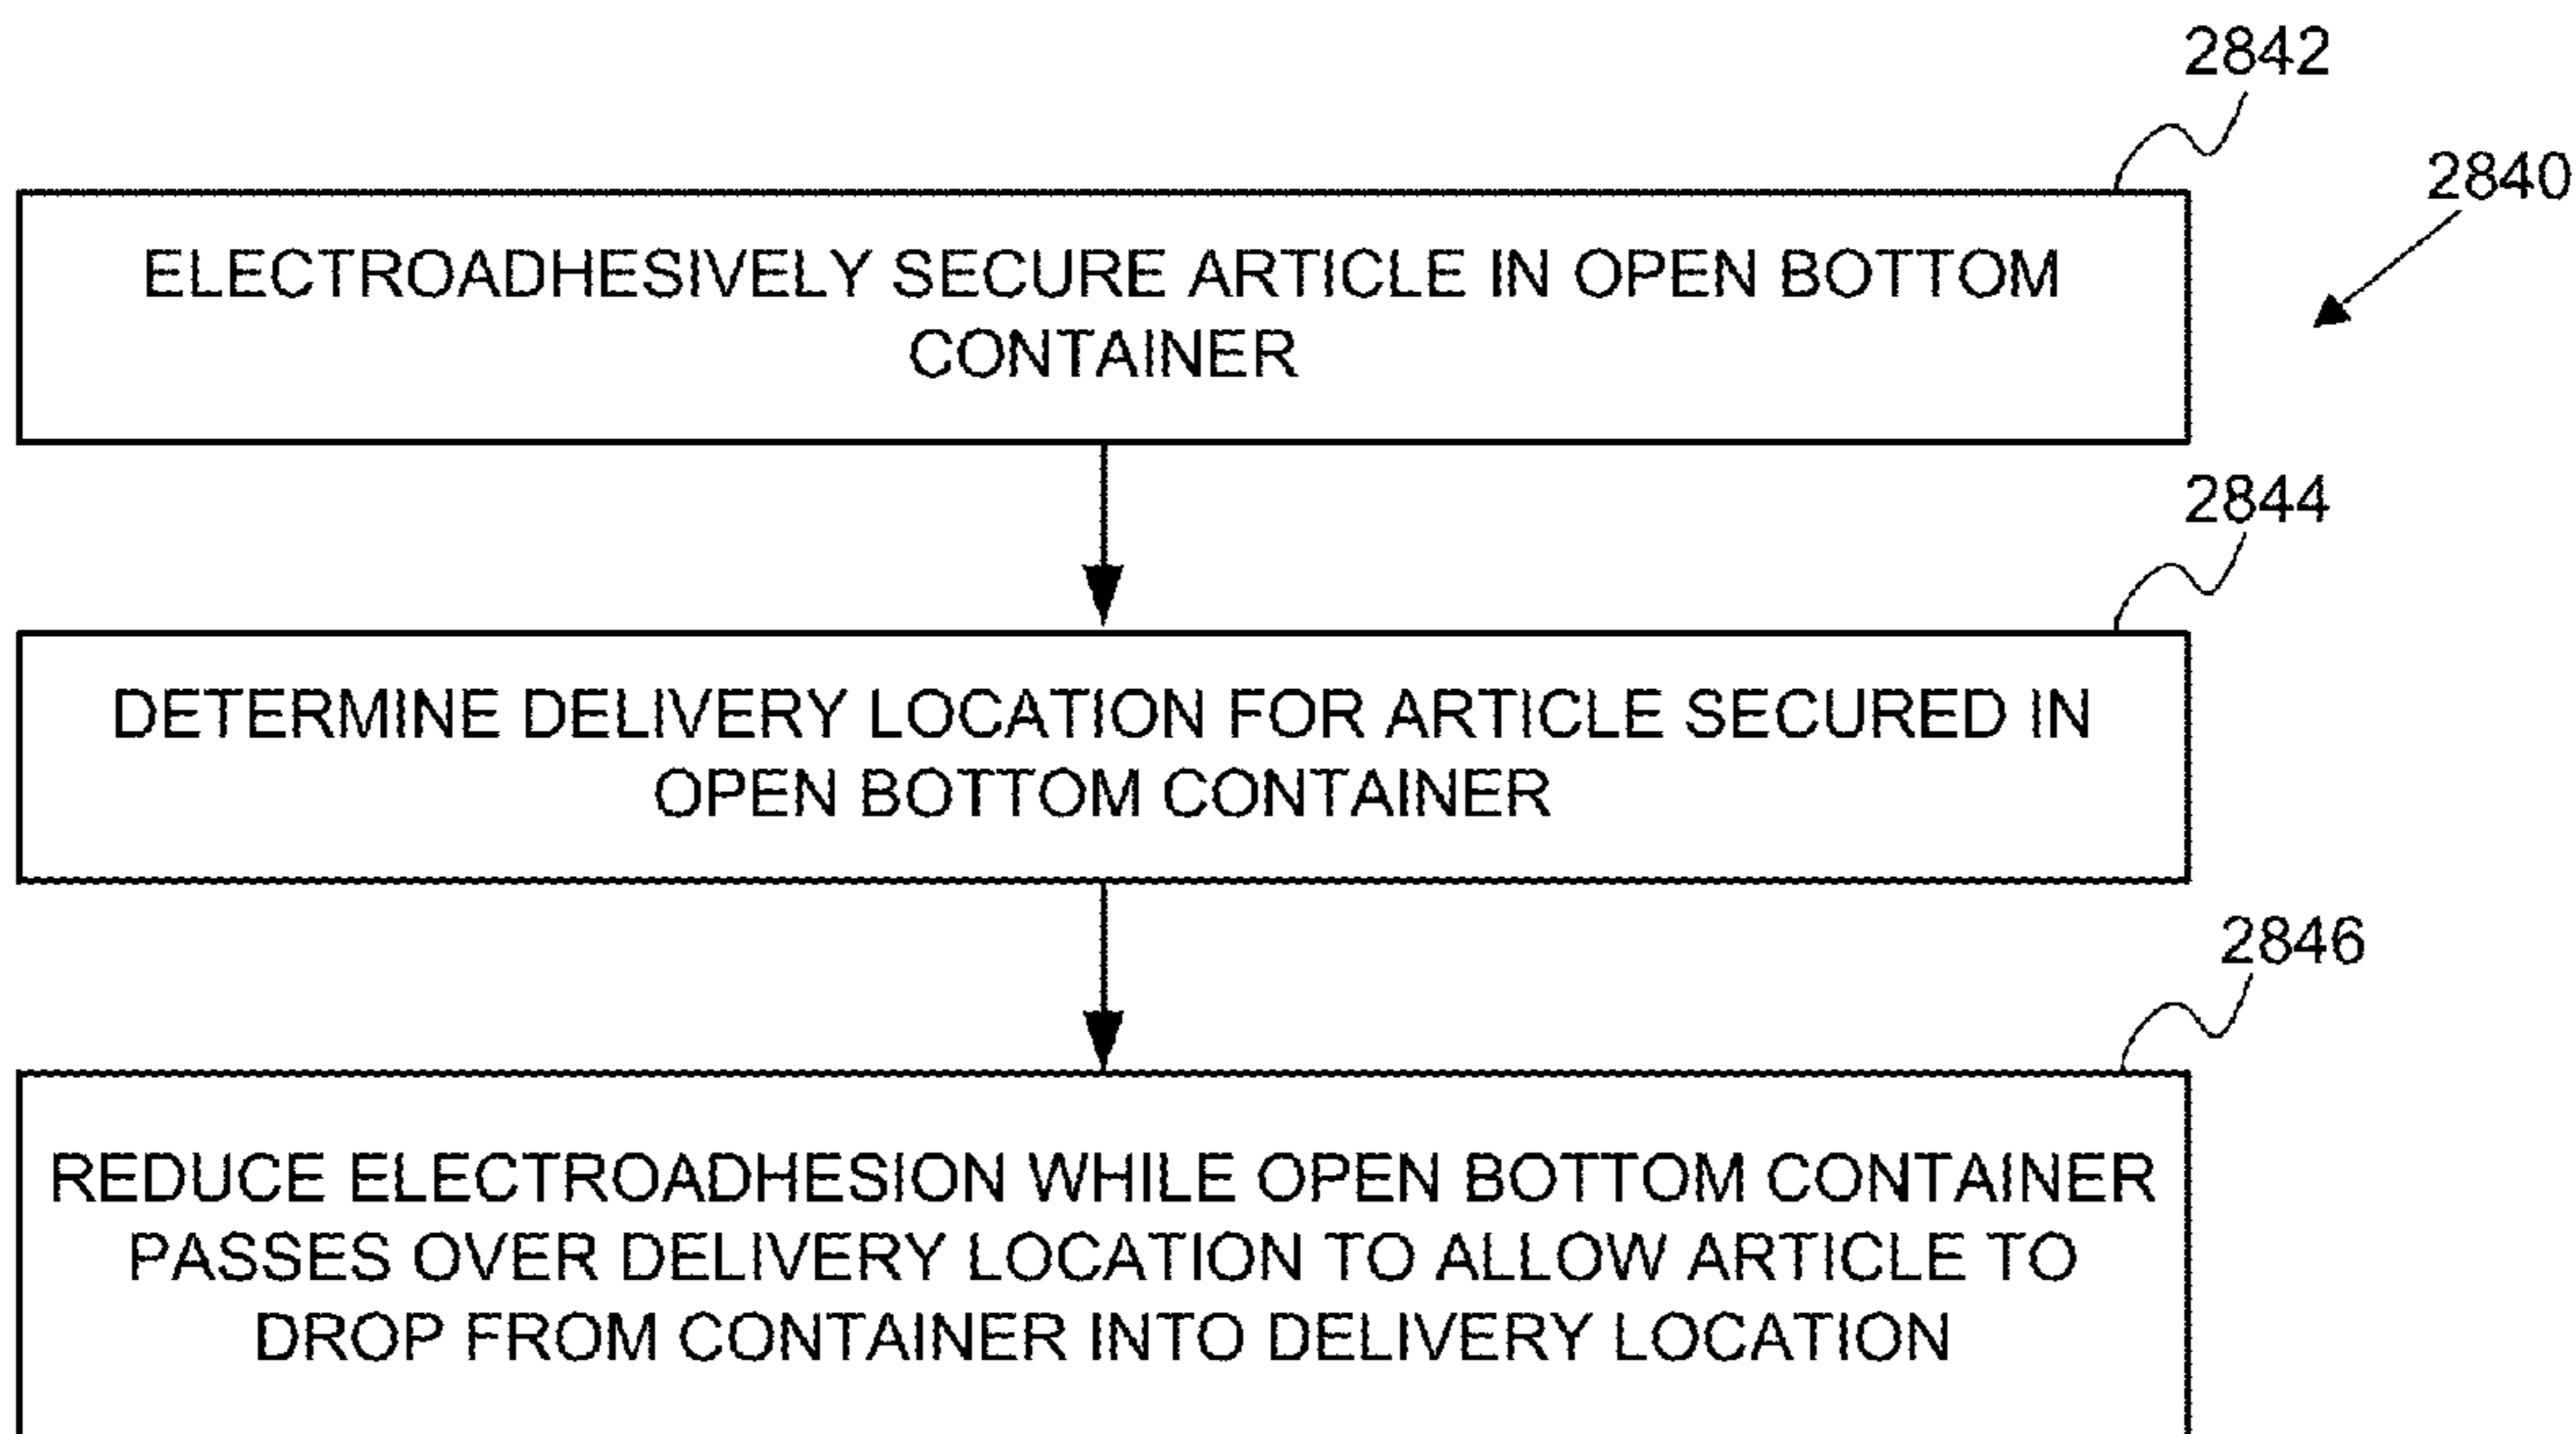 2842
2840
ELECTROADHESIVELY SECURE ARTICLE IN OPEN BOTTOM
CONTAINER
2844
DETERMINE DELIVERY LOCATION FOR ARTICLE SECURED IN
OPEN BOTTOM CONTAINER
2846
REDUCE ELECTROADHESION WHILE OPEN BOTTOM CONTAINER
PASSES OVER DELIVERY LOCATION TO ALLOW ARTICLE TO
DROP FROM CONTAINER INTO DELIVERY LOCATION